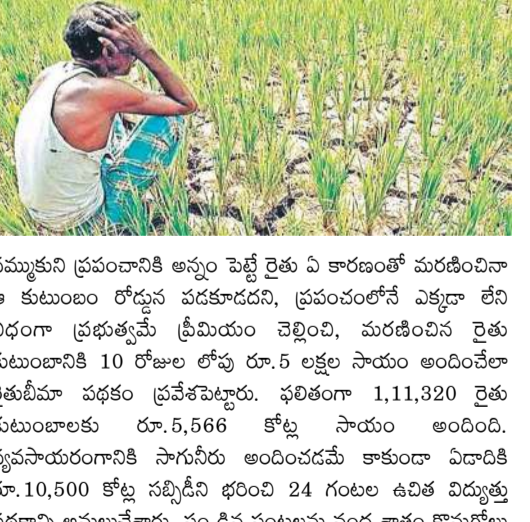 ప్రపంచానికి అన్నం పెట్టే రైతు ఏ కారణంతో మరణించినా
ఆ కుటుంబం రోడ్డున పడకూడదని, ప్రపంచంలోనే ఎక్కడా లేని
విధంగా ప్రభుత్వమే ప్రీమియం చెల్లించి, మరణించిన రైతు
కుటుంబానికి 10 రోజుల లోపు రూ.5 లక్షల సాయం అందించేలా
రైతుబీమా పథకం ప్రవేశపెట్టారు. ఫలితంగా 1,11,320 రైతు
కుటుంబాలకు రూ.5,566 కోట్ల సాయం అందింది.
వ్యవసాయరంగానికి సాగునీరు అందించడమే కాకుండా ఏడాదికి
రూ.10,500 కోట్ల సబ్సిడీని భరించి 24 గంటల ఉచిత విద్యుత్తు